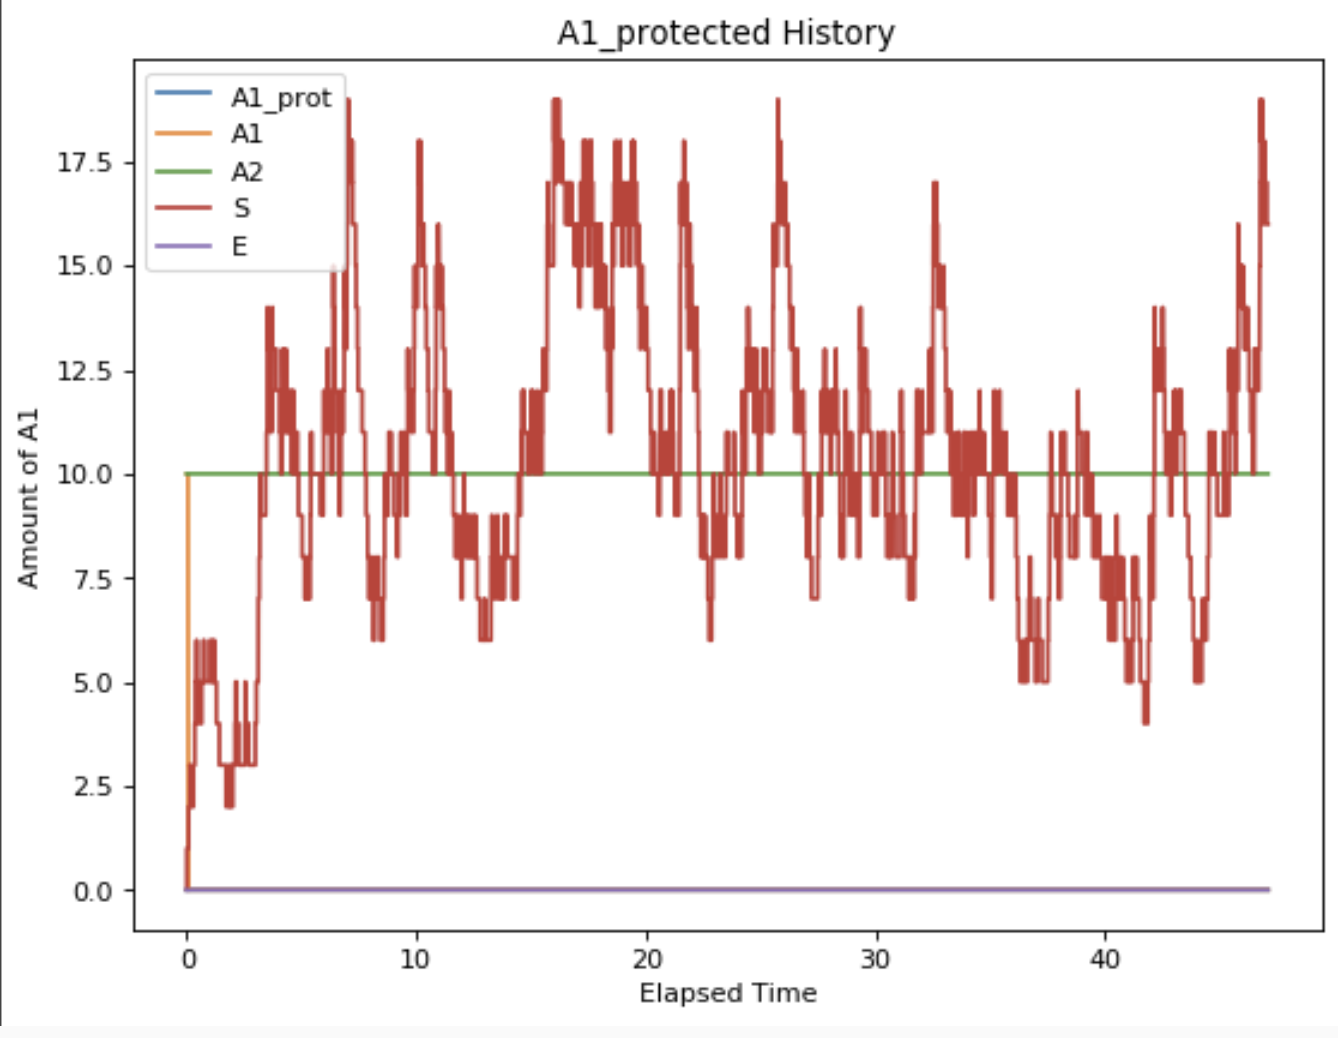 A1_protected History
A1_prot
A1
A2
S
E
17.5
15.0
12.5
10.0
7.5
5.0
2.5
0.0
Amount of A1
0 10 20 30 40
Elapsed Time